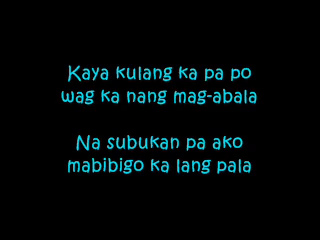 Kaya kulang ka pa po
wag ka nang mag-abala
Na subukan pa ako
mabibigo ka lang pala